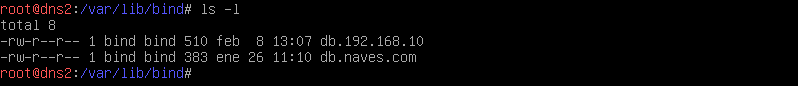 root@dns2:/var/lib/bind# ls -l
total 8
-rw-r--r-- 1 bind bind 510 feb  8 13:07 db.192.168.10
-rw-r--r-- 1 bind bind 383 ene 26 11:10 db.naves.com
root@dns2:/var/lib/bind#